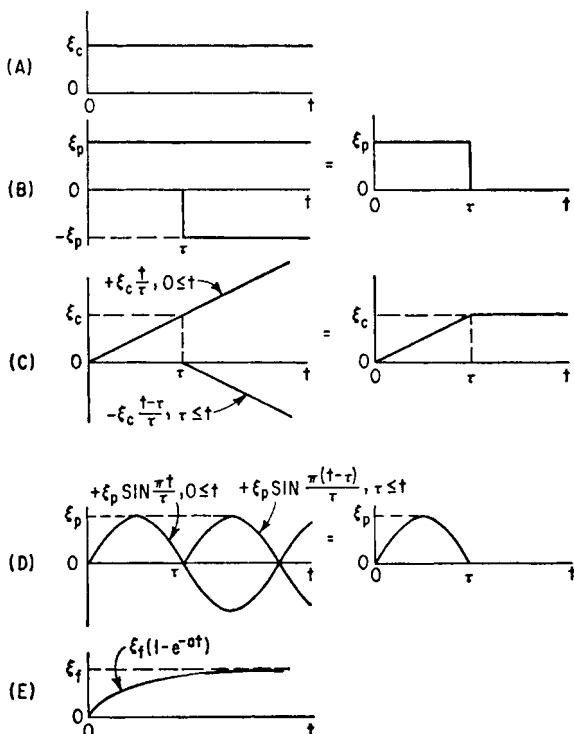 (A)
ξc
0
0
t
(B)
ξp
0
-ξp
τ
t
=
ξp
0
0
τ
t
(C)
+ξc t/τ, 0≤t
ξc
0
τ
t
-ξc (t-τ)/τ, τ≤t
=
ξc
0
0
τ
t
(D)
+ξp SIN πt/τ, 0≤t
+ξp SIN π(t-τ)/τ, τ≤t
ξp
0
τ
t
=
ξp
0
0
τ
t
(E)
ξf(1-e^-at)
ξf
0
0
t